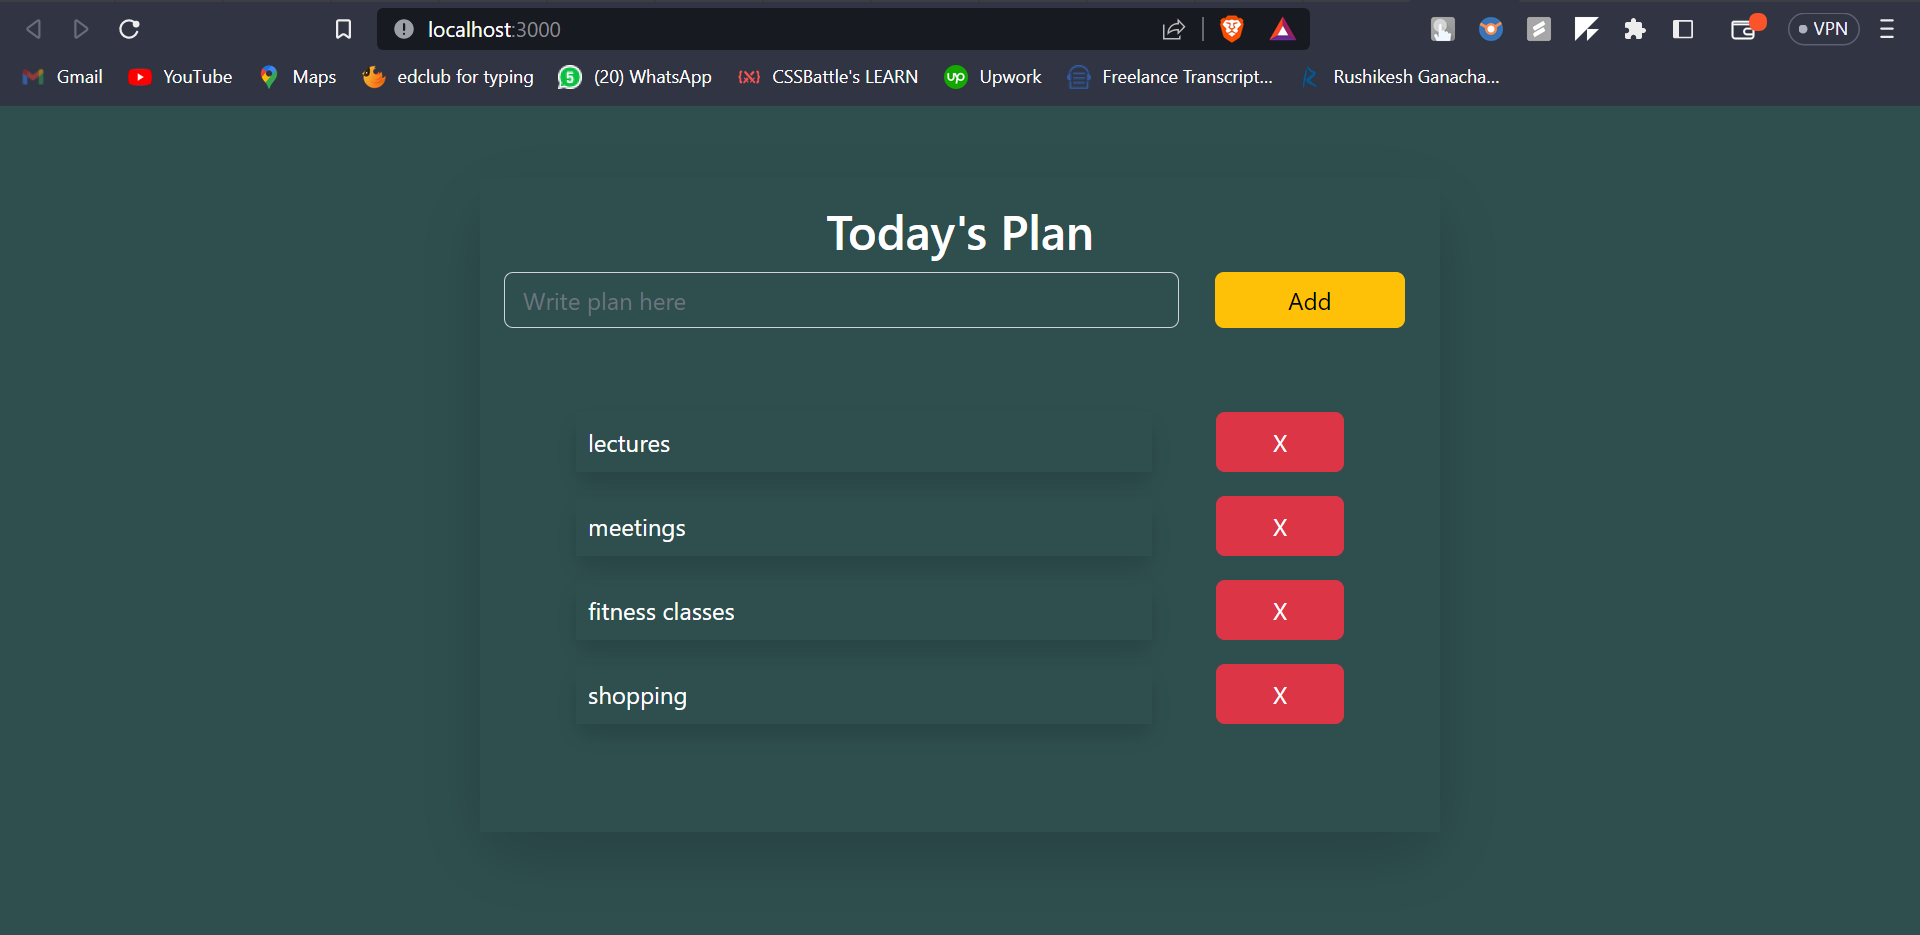 localhost:3000
VPN
Gmail YouTube Maps edclub for typing (20) WhatsApp CSSBattle's LEARN up Upwork Freelance Transcript... Rushikesh Ganacha...
Today's Plan
Write plan here Add
lectures X
meetings X
fitness classes X
shopping X